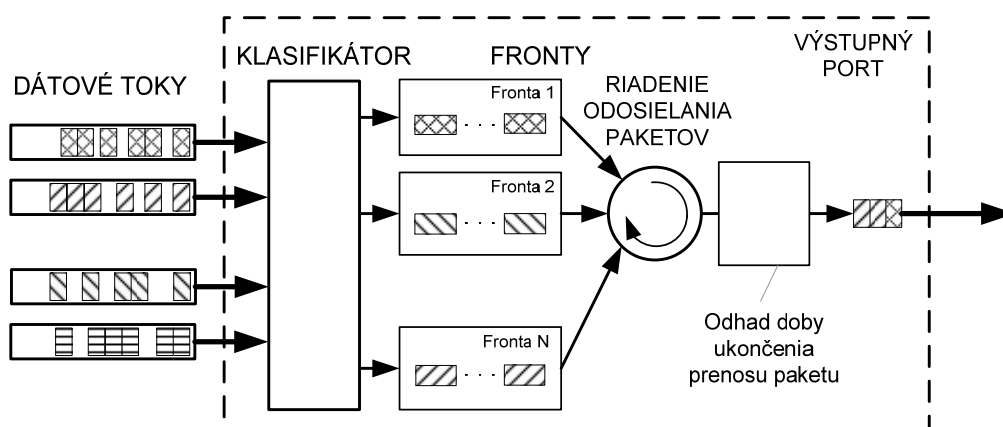 DÁTOVÉ TOKY
KLASIFIKÁTOR
FRONTY
Fronta 1
Fronta 2
Fronta N
RIADENIE
ODOSIELANIA
PAKETOV
VÝSTUPNÝ
PORT
Odhad doby
ukončenia
prenosu paketu